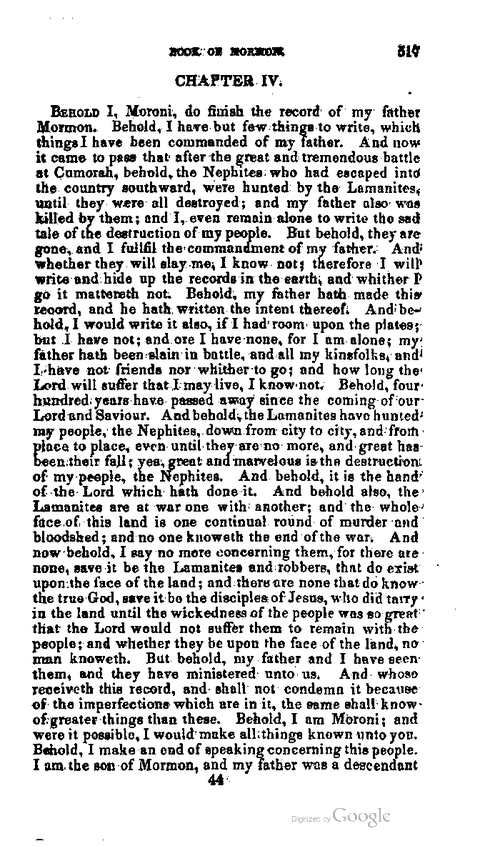 BOOK OF MORMON. 517
CHAPTER IV.
BEHOLD I, Moroni, do finish the record of my father
Mormon. Behold, I have but few things to write, which
things I have been commanded of my father. And now
it came to pass that after the great and tremendous battle
at Cumorah, behold, the Nephites who had escaped into
the country southward, were hunted by the Lamanites,
until they were all destroyed; and my father also was
killed by them; and I, even remain alone to write the sad
tale of the destruction of my people. But behold, they are
gone, and I fulfil the commandment of my father. And
whether they will slay me, I know not; therefore I will
write and hide up the records in the earth, and whither I
go it mattereth not. Behold, my father hath made this
record, and he hath written the intent thereof. And be-
hold, I would write it also, if I had room upon the plates;
but I have not; and ore I have none, for I am alone; my
father hath been slain in battle, and all my kinsfolks, and
I have not friends nor whither to go; and how long the
Lord will suffer that I may live, I know not. Behold, four
hundred years have passed away since the coming of our
Lord and Saviour. And behold, the Lamanites have hunted
my people, the Nephites, down from city to city, and from
place to place, even until they are no more, and great has
been their fall; yea, great and marvelous is the destruction
of my people, the Nephites. And behold, it is the hand
of the Lord which hath done it. And behold also, the
Lamanites are at war one with another; and the whole
face of this land is one continual round of murder and
bloodshed; and no one knoweth the end of the war. And
now behold, I say no more concerning them, for there are
none, save it be the Lamanites and robbers, that do exist
upon the face of the land; and there are none that do know
the true God, save it be the disciples of Jesus, who did tarry
in the land until the wickedness of the people was so great
that the Lord would not suffer them to remain with the
people; and whether they be upon the face of the land, no
man knoweth. But behold, my father and I have seen
them, and they have ministered unto us. And whoso
receiveth this record, and shall not condemn it because
of the imperfections which are in it, the same shall know
of greater things than these. Behold, I am Moroni; and
were it possible, I would make all things known unto you.
Behold, I make an end of speaking concerning this people.
I am the son of Mormon, and my father was a descendant
44
Digitized by Google